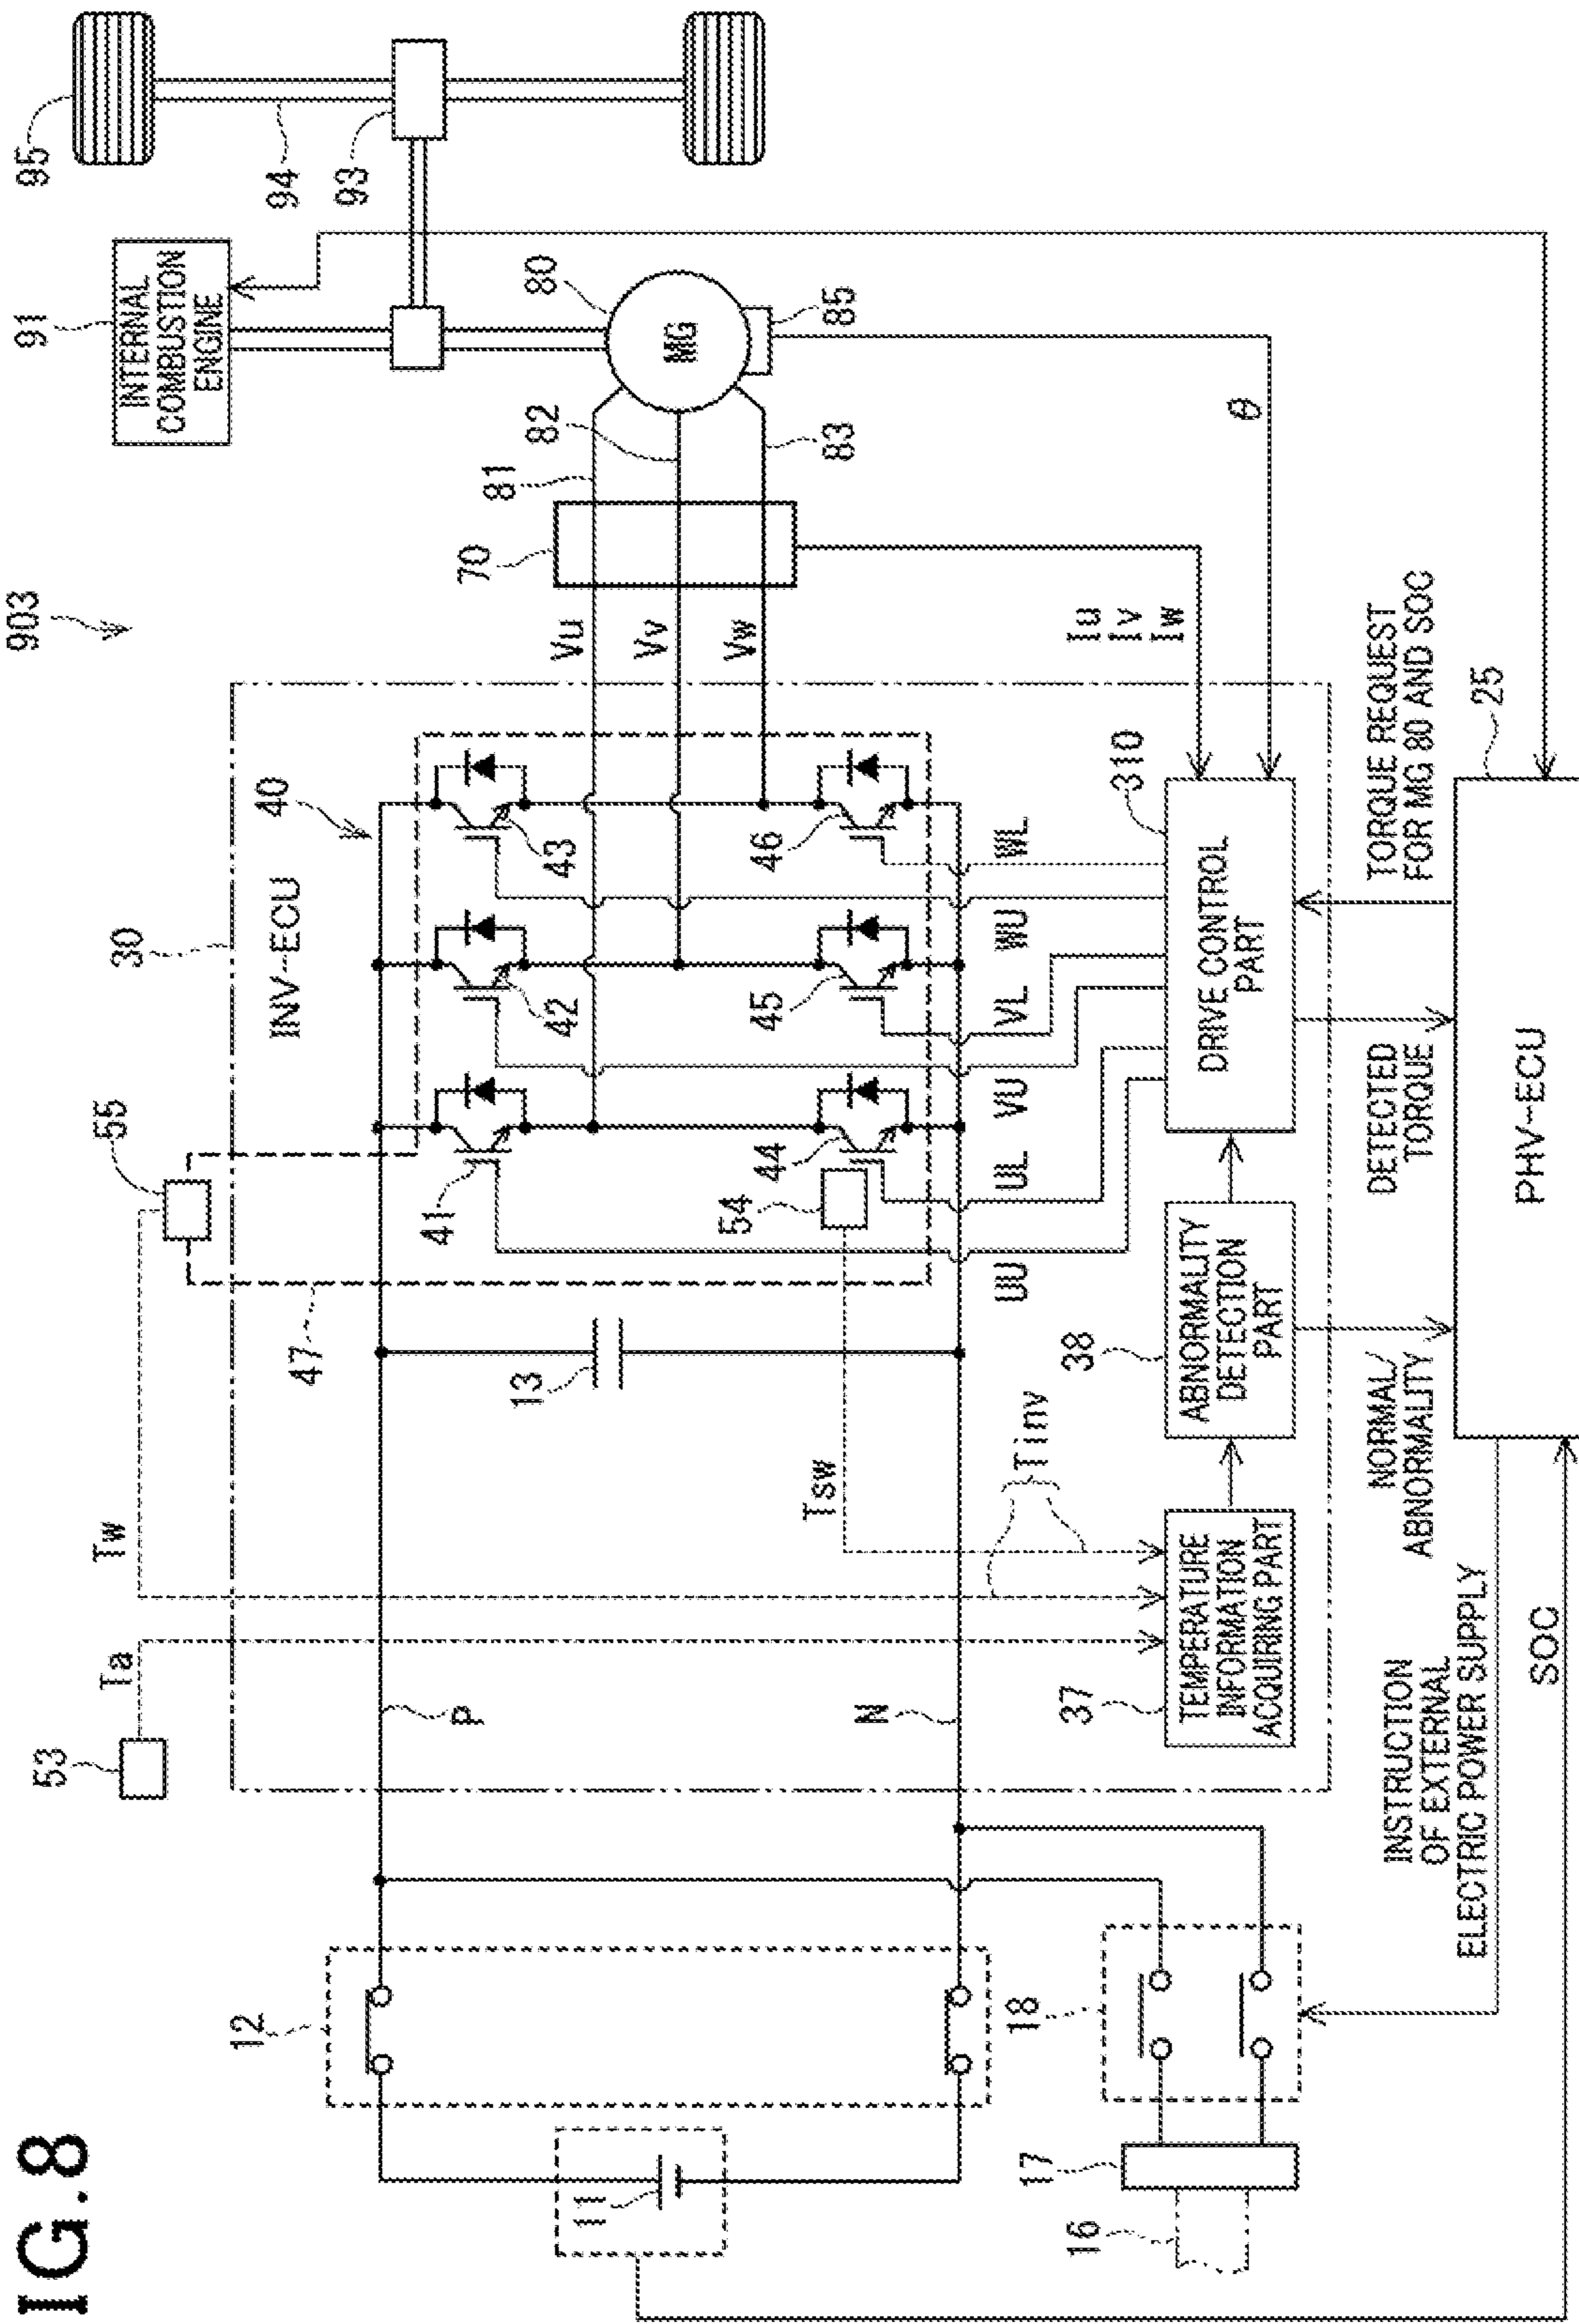 IG. 8
903
95
94
93
91
INTERNAL
COMBUSTION
ENGINE
80
MG
85
82
81
83
70
θ
Vu
Vv
Vw
Iu
Iv
Iw
30
INV-ECU
40
43
46
42
45
41
44
54
55
47
13
WL
WU
VL
VU
UL
UU
310
DRIVE CONTROL
PART
38
ABNORMALITY
DETECTION
PART
37
TEMPERATURE
INFORMATION
ACQUIRING PART
Tinv
Tsw
Tw
Ta
53
P
N
TORQUE REQUEST
FOR MG 80 AND SOC
25
DETECTED
TORQUE
PHV-ECU
NORMAL/
ABNORMALITY
INSTRUCTION
OF EXTERNAL
ELECTRIC POWER SUPPLY
SOC
12
11
18
17
16